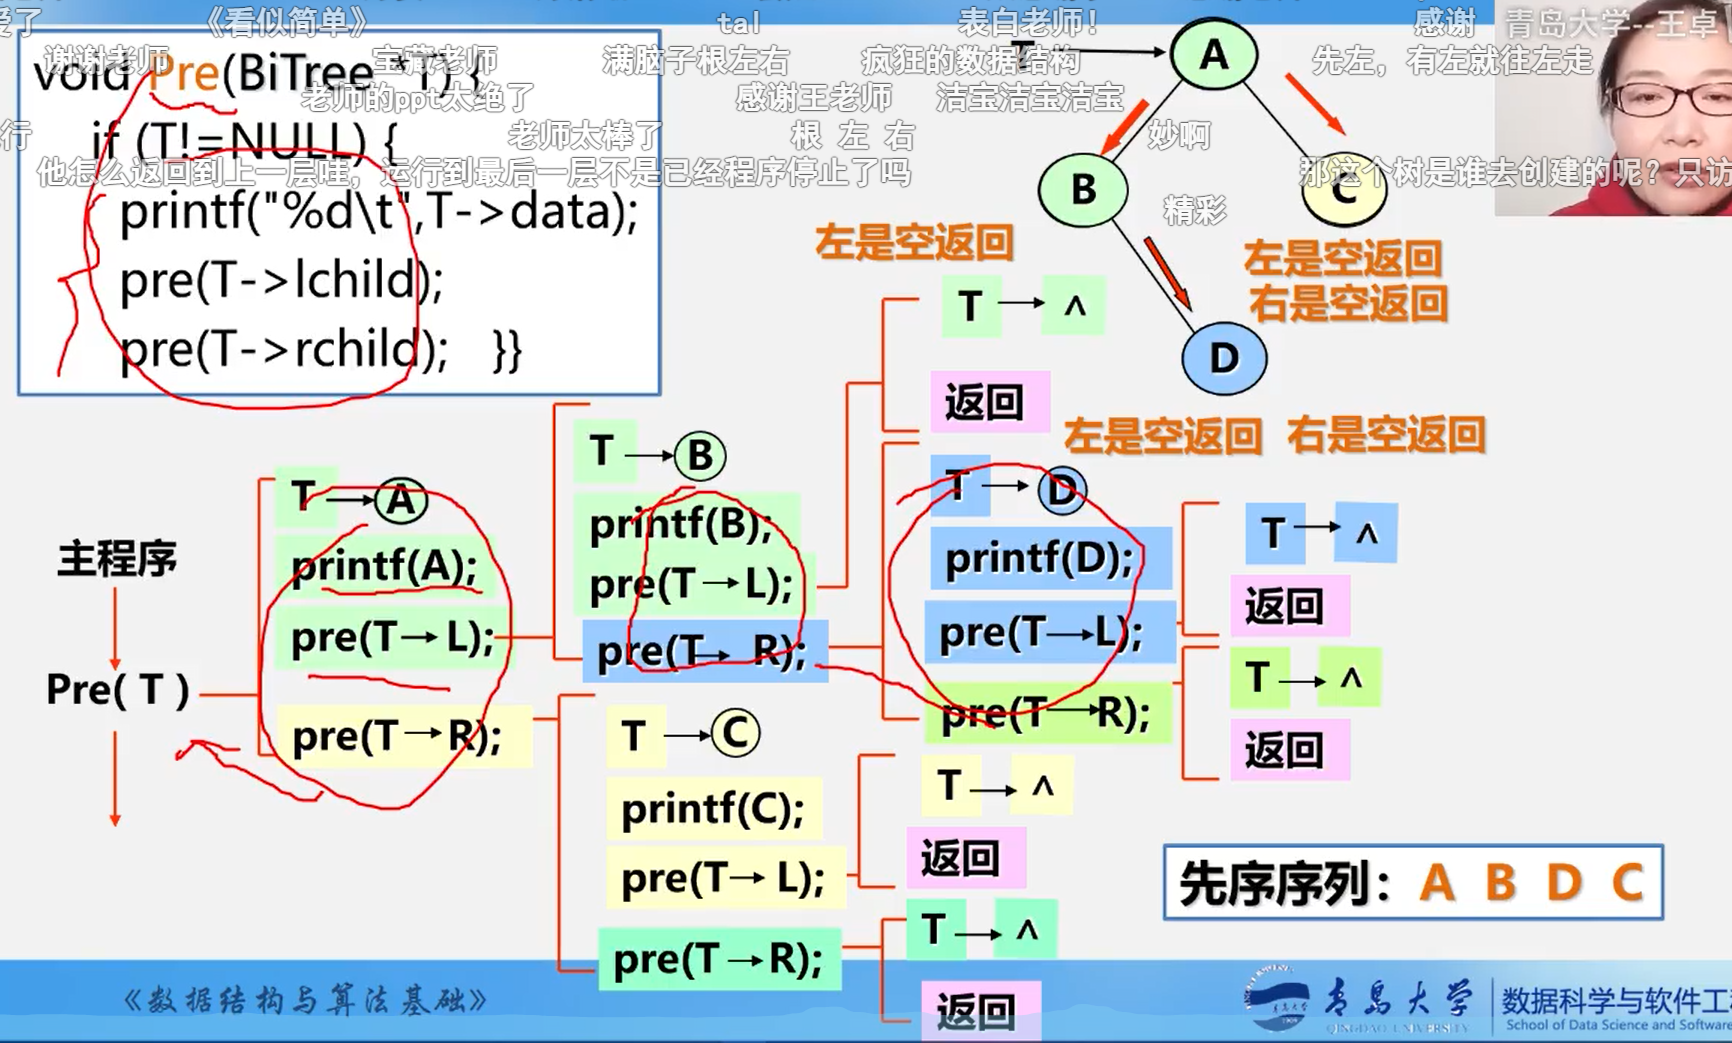 爱了
《看似简单》
tal
表白老师！
感谢
青岛大学--王卓
谢谢老师
宝藏老师
满脑子根左右
疯狂的数据结构
先左，有左就往左走
老师的ppt太绝了
感谢王老师
洁宝洁宝洁宝
行
老师太棒了
根 左 右
妙啊
他怎么返回到上一层哇，运行到最后一层不是已经程序停止了吗
那这个树是谁去创建的呢？只访
精彩
void Pre(BiTree *T) {
if (T!=NULL) {
printf("%d\t",T->data);
pre(T->lchild);
pre(T->rchild); }}
T
A
B
C
D
左是空返回
左是空返回
右是空返回
T ∧
返回
左是空返回 右是空返回
主程序
Pre( T )
T A
printf(A);
pre(T L);
pre(T R);
T B
printf(B);
pre(T L);
pre(T R);
T D
printf(D);
pre(T L);
pre(T R);
T ∧
返回
T ∧
返回
T C
printf(C);
pre(T L);
pre(T R);
T ∧
返回
T ∧
返回
先序序列： A B D C
《数据结构与算法基础》
青岛大学
QINGDAO UNIVERSITY
数据科学与软件工程
School of Data Science and Software